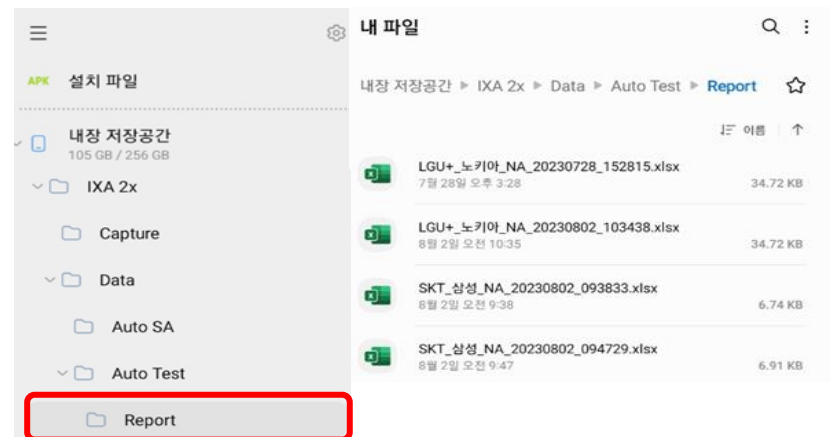 APK 설치 파일
내장 저장공간
105 GB / 256 GB
IXA 2x
Capture
Data
Auto SA
Auto Test
Report
내 파일
내장 저장공간 ▶ IXA 2x ▶ Data ▶ Auto Test ▶ Report
이름
LGU+_노키아_NA_20230728_152815.xlsx
7월 28일 오후 3:28 34.72 KB
LGU+_노키아_NA_20230802_103438.xlsx
8월 2일 오전 10:35 34.72 KB
SKT_삼성_NA_20230802_093833.xlsx
8월 2일 오전 9:38 6.74 KB
SKT_삼성_NA_20230802_094729.xlsx
8월 2일 오전 9:47 6.91 KB